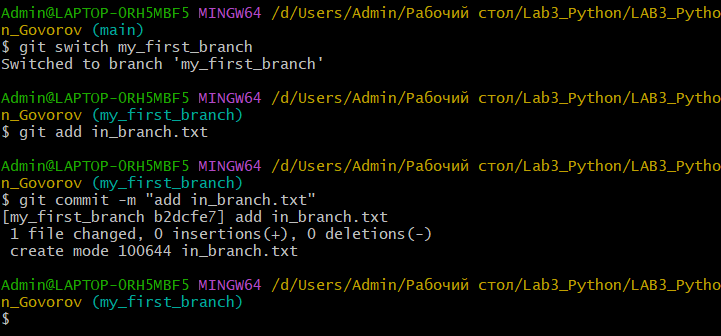 Admin@LAPTOP-ORH5MBF5 MINGW64 /d/Users/Admin/Рабочий стол/Lab3_Python/LAB3_Pytho
n_Govorov (main)
$ git switch my_first_branch
Switched to branch 'my_first_branch'
Admin@LAPTOP-ORH5MBF5 MINGW64 /d/Users/Admin/Рабочий стол/Lab3_Python/LAB3_Pytho
n_Govorov (my_first_branch)
$ git add in_branch.txt
Admin@LAPTOP-ORH5MBF5 MINGW64 /d/Users/Admin/Рабочий стол/Lab3_Python/LAB3_Pytho
n_Govorov (my_first_branch)
$ git commit -m "add in_branch.txt"
[my_first_branch b2dcfe7] add in_branch.txt
 1 file changed, 0 insertions(+), 0 deletions(-)
 create mode 100644 in_branch.txt
Admin@LAPTOP-ORH5MBF5 MINGW64 /d/Users/Admin/Рабочий стол/Lab3_Python/LAB3_Pytho
n_Govorov (my_first_branch)
$